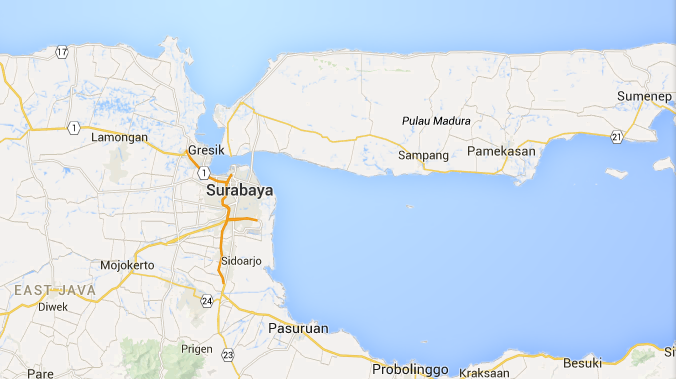 17
Sumenep
Pulau Madura
1
Lamongan
21
Gresik
Sampang
Pamekasan
1
Surabaya
Sidoarjo
Mojokerto
EAST JAVA
24
Diwek
Pasuruan
Prigen
23
Pare
Probolinggo
Kraksaan
Besuki
Si